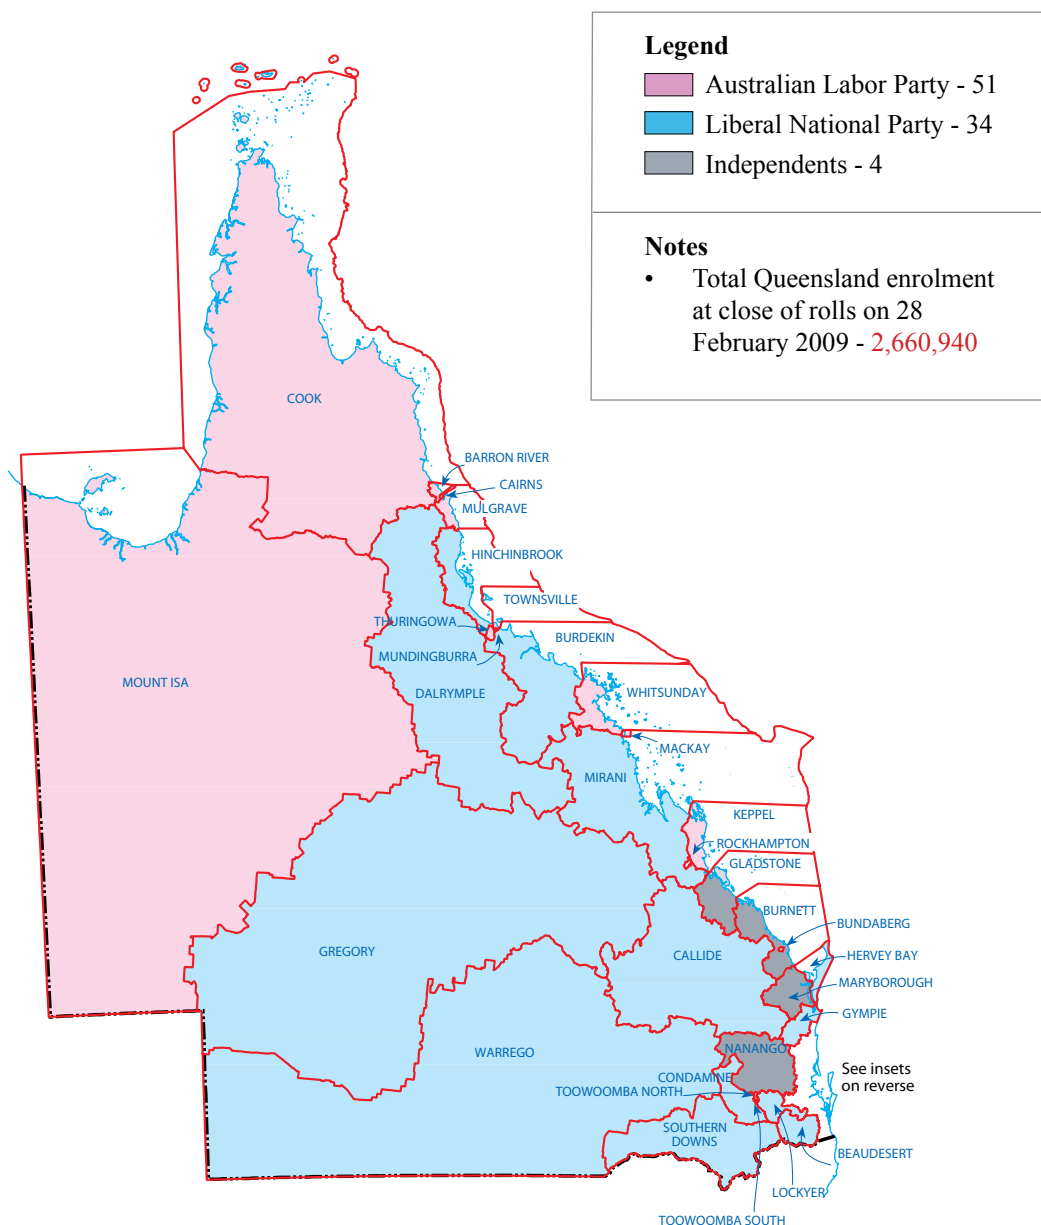 Legend
Australian Labor Party - 51
Liberal National Party - 34
Independents - 4
Notes
• Total Queensland enrolment
at close of rolls on 28
February 2009 - 2,660,940
COOK
BARRON RIVER
CAIRNS
MULGRAVE
HINCHINBROOK
TOWNSVILLE
THURINGOWA
BURDEKIN
MUNDINGBURRA
MOUNT ISA
DALRYMPLE
WHITSUNDAY
MACKAY
MIRANI
KEPPEL
ROCKHAMPTON
GLADSTONE
BURNETT
BUNDABERG
GREGORY
CALLIDE
HERVEY BAY
MARYBOROUGH
GYMPIE
WARREGO
NANANGO
See insets
on reverse
CONDAMINE
TOOWOOMBA NORTH
SOUTHERN
DOWNS
BEAUDESERT
LOCKYER
TOOWOOMBA SOUTH